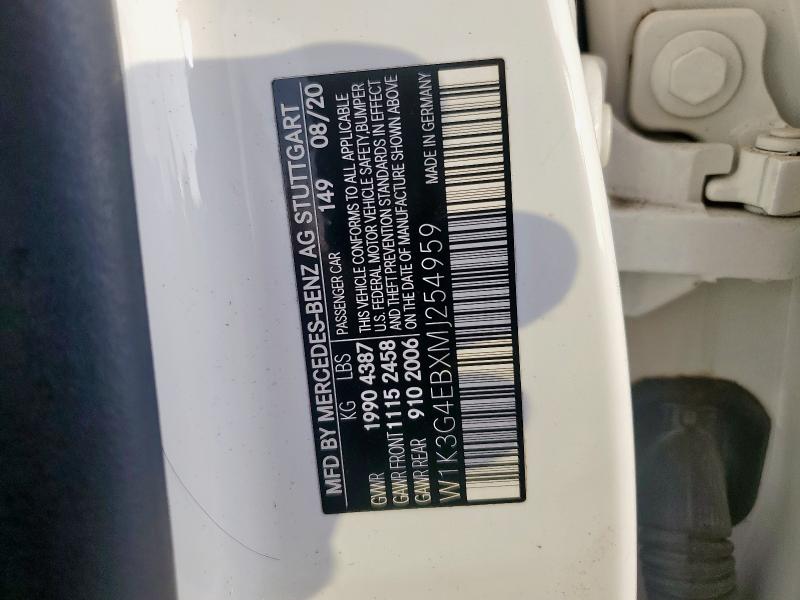 MFD BY MERCEDES-BENZ AG STUTTGART
KG LBS 149 08/20
GWR 1990 4387
GAWR FRONT 1115 2458
GAWR REAR 910 2006
PASSENGER CAR
THIS VEHICLE CONFORMS TO ALL APPLICABLE
U.S. FEDERAL MOTOR VEHICLE SAFETY, BUMPER
AND THEFT PREVENTION STANDARDS IN EFFECT
ON THE DATE OF MANUFACTURE SHOWN ABOVE
W1K3G4EBXMJ254959 MADE IN GERMANY